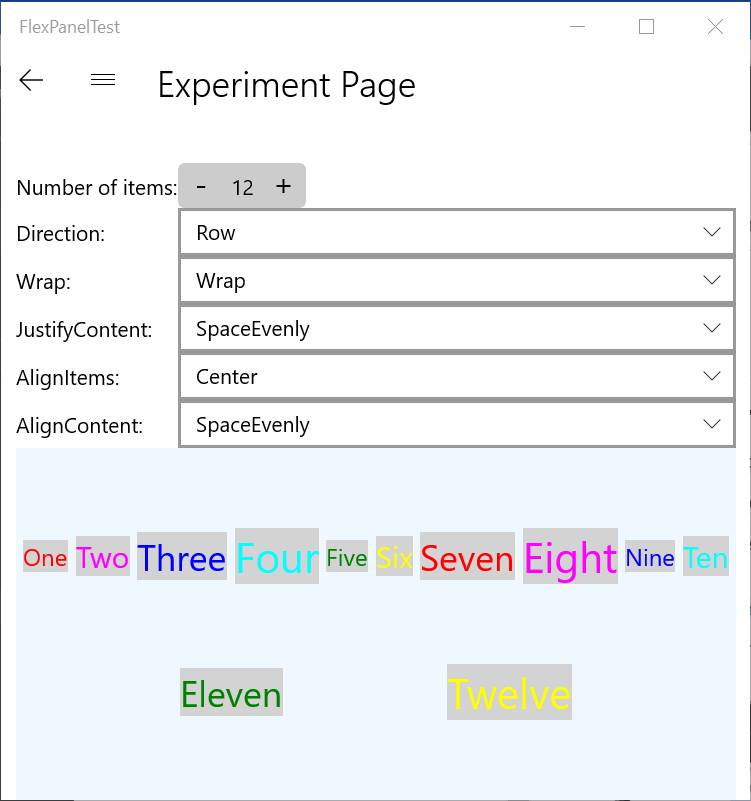 FlexPanelTest
Experiment Page
Number of items: - 12 +
Direction: Row
Wrap: Wrap
JustifyContent: SpaceEvenly
AlignItems: Center
AlignContent: SpaceEvenly
One Two Three Four Five Six Seven Eight Nine Ten
Eleven Twelve